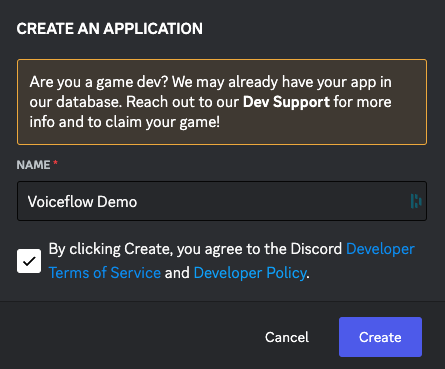 CREATE AN APPLICATION
Are you a game dev? We may already have your app in
our database. Reach out to our Dev Support for more
info and to claim your game!
NAME *
Voiceflow Demo
By clicking Create, you agree to the Discord Developer
Terms of Service and Developer Policy.
Cancel
Create